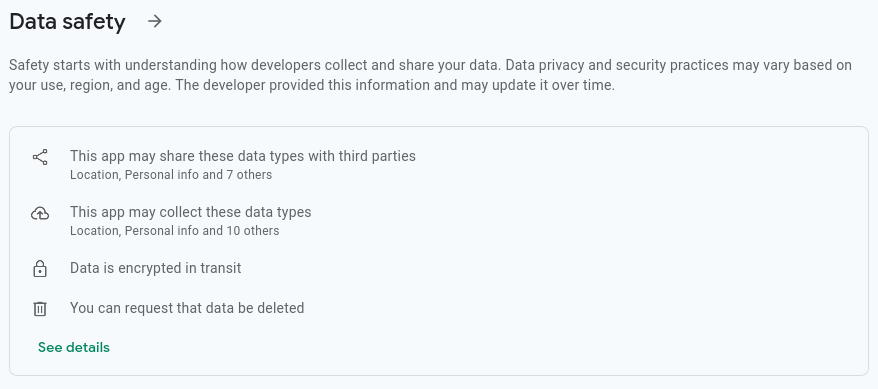 Data safety
Safety starts with understanding how developers collect and share your data. Data privacy and security practices may vary based on
your use, region, and age. The developer provided this information and may update it over time.
This app may share these data types with third parties
Location, Personal info and 7 others
This app may collect these data types
Location, Personal info and 10 others
Data is encrypted in transit
You can request that data be deleted
See details